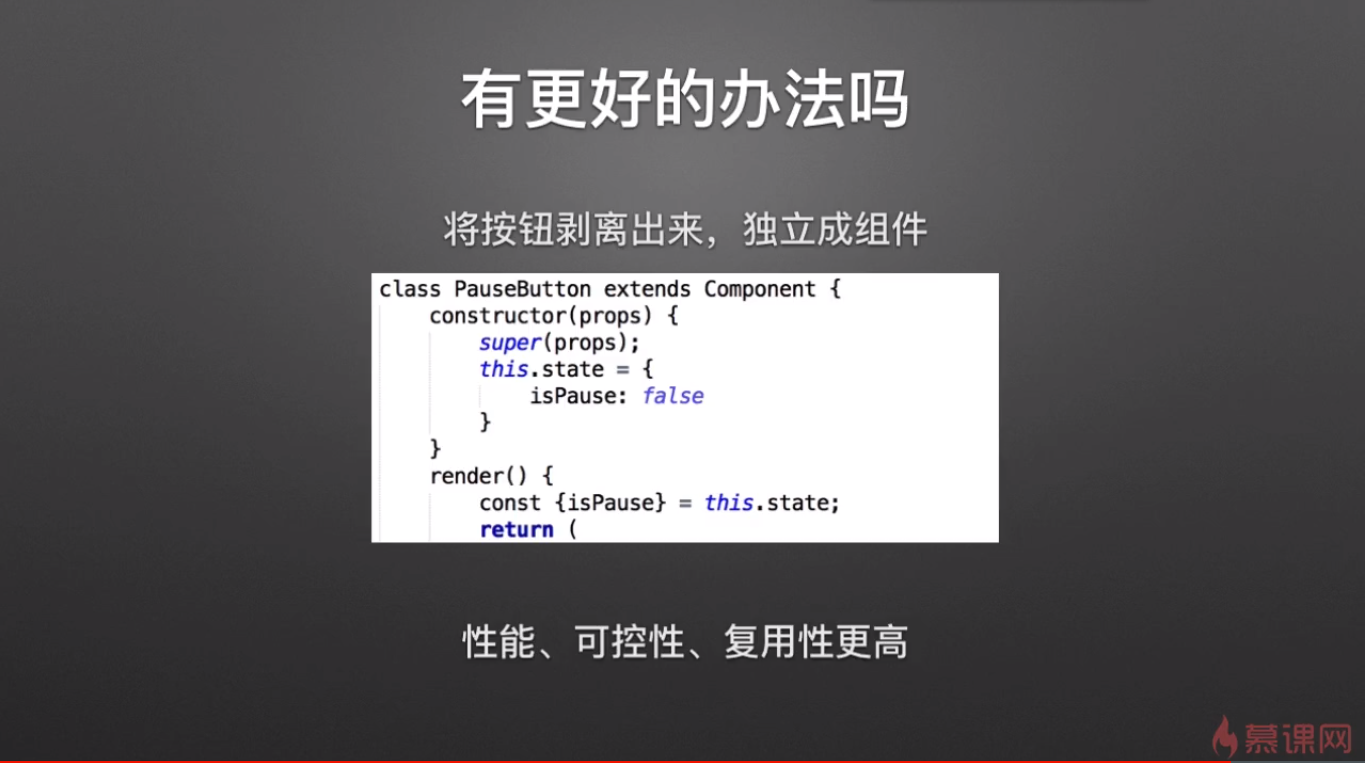 有更好的办法吗
将按钮剥离出来，独立成组件
class PauseButton extends Component {
    constructor(props) {
        super(props);
        this.state = {
            isPause: false
        }
    }
    render() {
        const {isPause} = this.state;
        return (
性能、可控性、复用性更高
慕课网